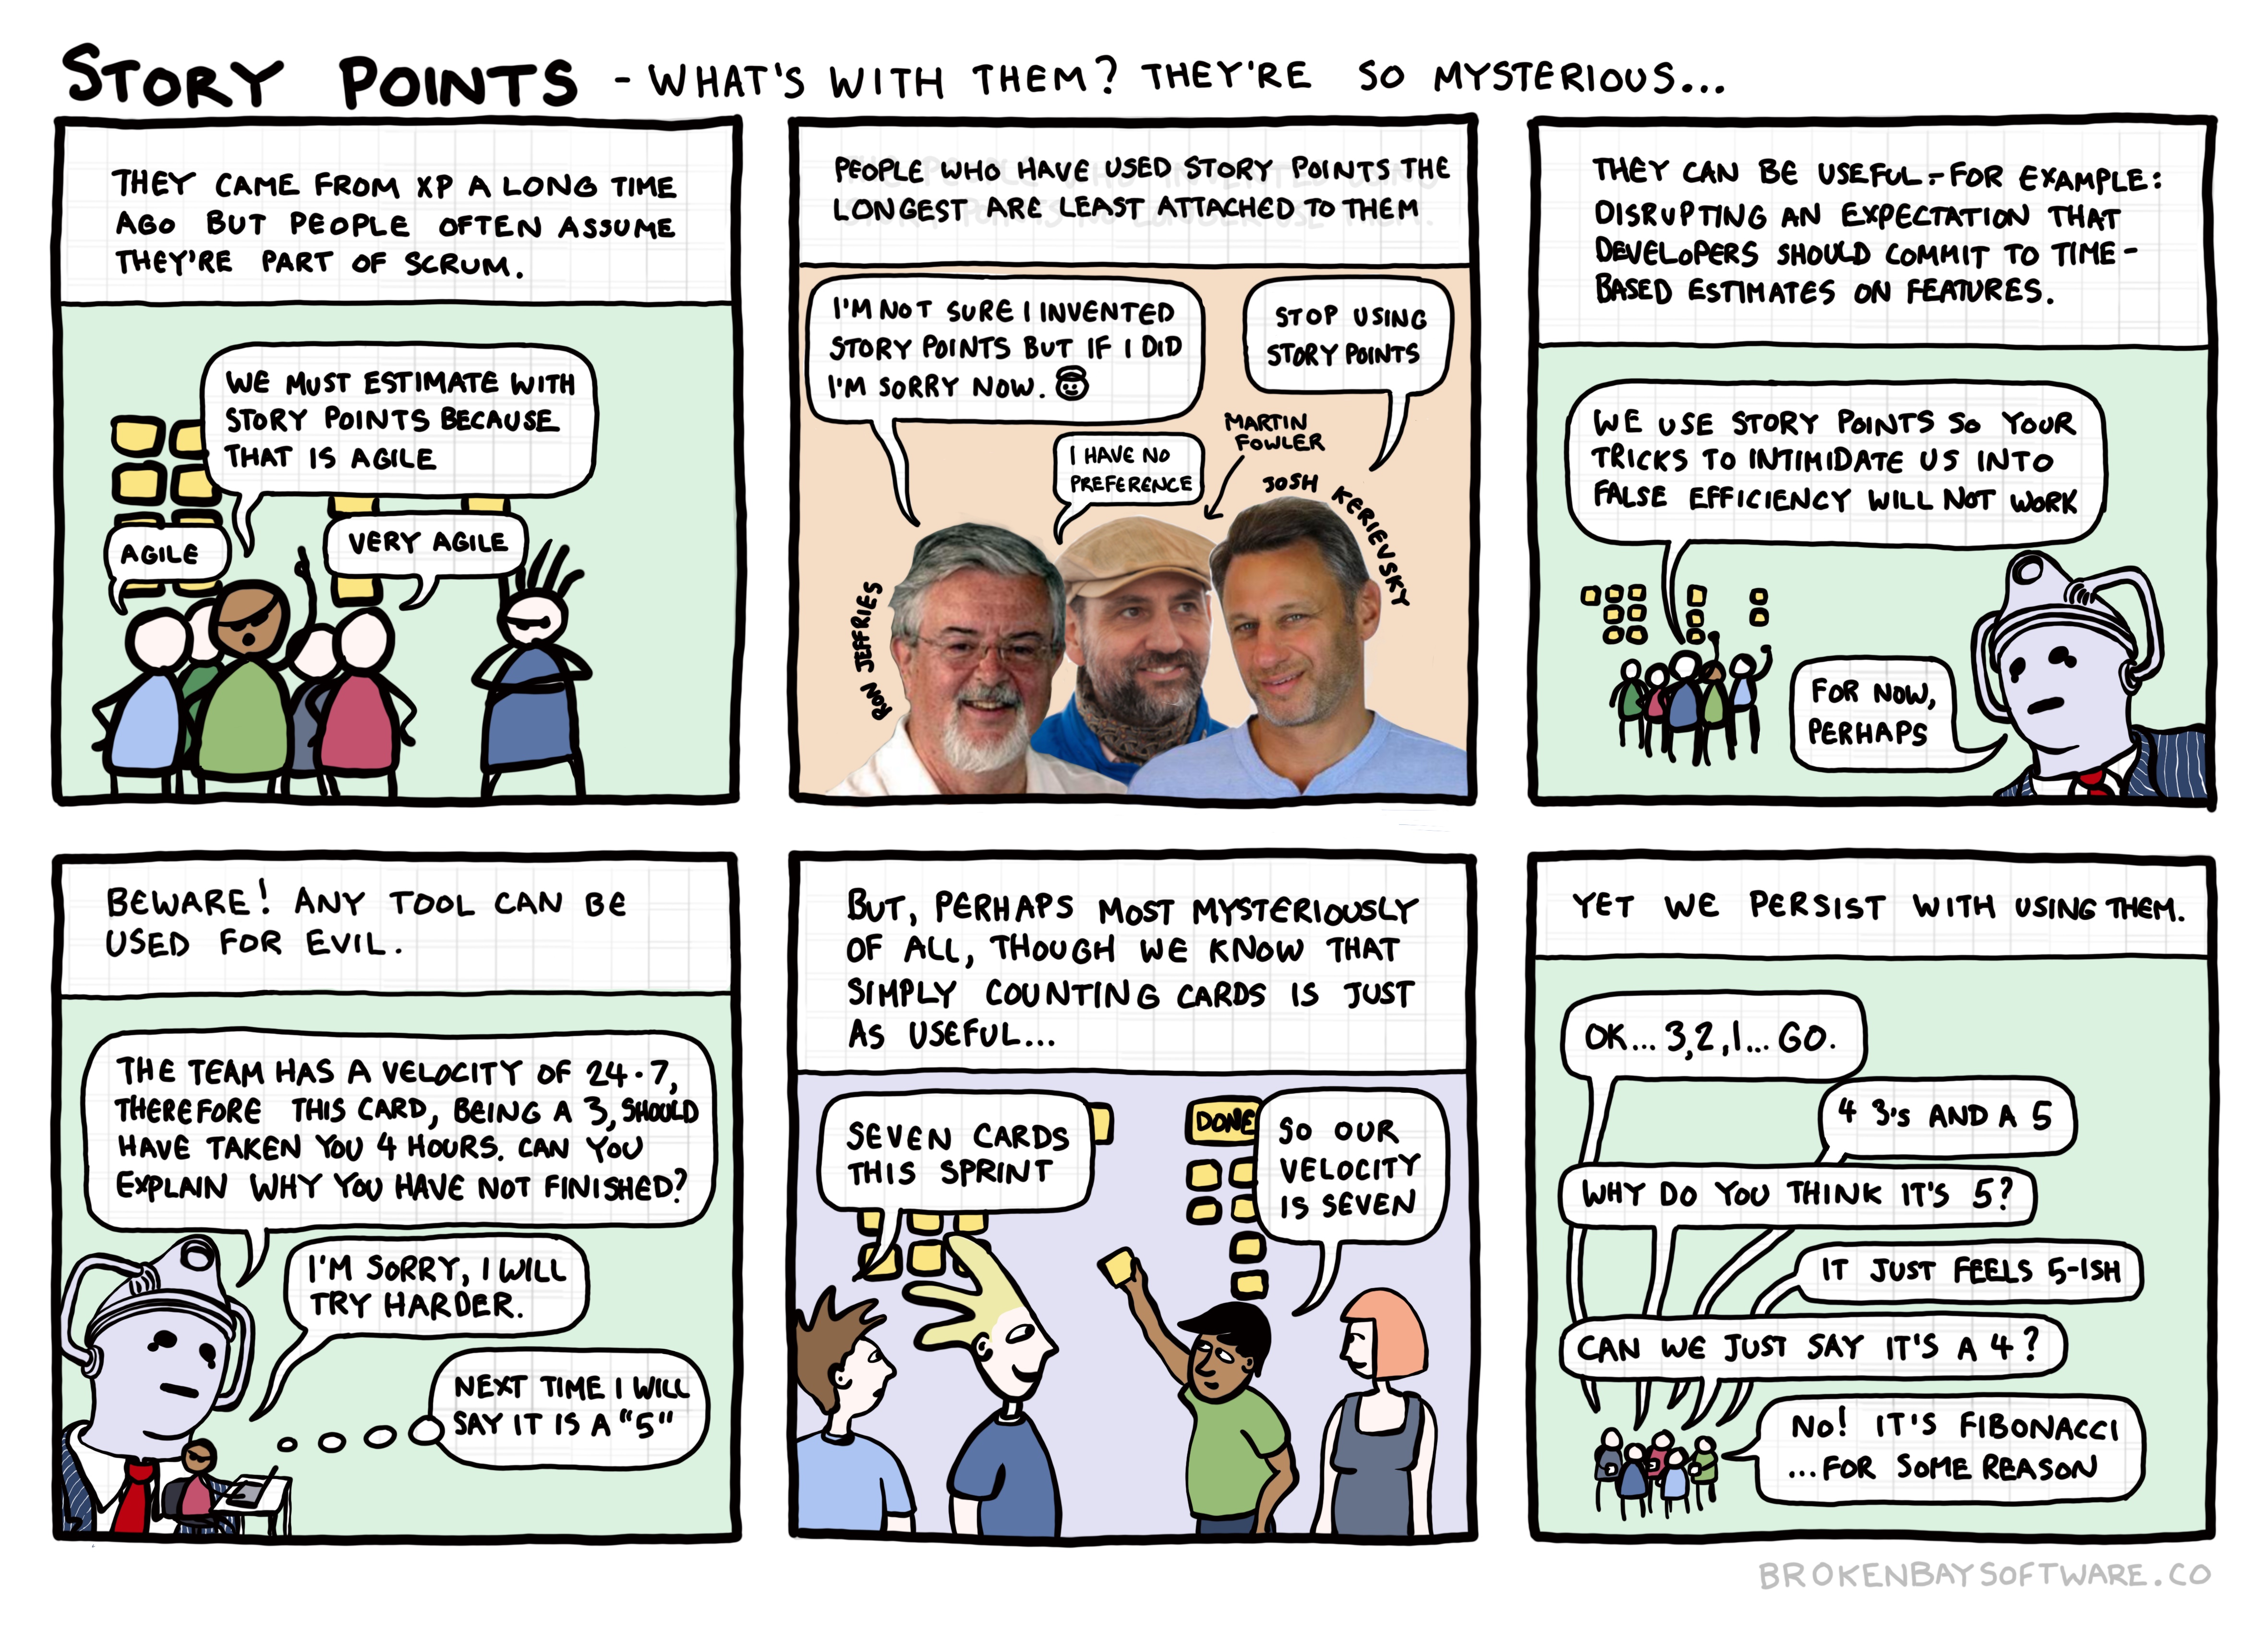 STORY POINTS - WHAT'S WITH THEM? THEY'RE SO MYSTERIOUS...
THEY CAME FROM XP A LONG TIME
AGO BUT PEOPLE OFTEN ASSUME
THEY'RE PART OF SCRUM.
WE MUST ESTIMATE WITH
STORY POINTS BECAUSE
THAT IS AGILE
AGILE
VERY AGILE
PEOPLE WHO HAVE USED STORY POINTS THE
LONGEST ARE LEAST ATTACHED TO THEM
I'M NOT SURE I INVENTED
STORY POINTS BUT IF I DID
I'M SORRY NOW.
STOP USING
STORY POINTS
I HAVE NO
PREFERENCE
MARTIN
FOWLER
JOSH KERIEVSKY
RON JEFFRIES
THEY CAN BE USEFUL - FOR EXAMPLE:
DISRUPTING AN EXPECTATION THAT
DEVELOPERS SHOULD COMMIT TO TIME-
BASED ESTIMATES ON FEATURES.
WE USE STORY POINTS SO YOUR
TRICKS TO INTIMIDATE US INTO
FALSE EFFICIENCY WILL NOT WORK
FOR NOW,
PERHAPS
BEWARE! ANY TOOL CAN BE
USED FOR EVIL.
THE TEAM HAS A VELOCITY OF 24.7,
THEREFORE THIS CARD, BEING A 3, SHOULD
HAVE TAKEN YOU 4 HOURS. CAN YOU
EXPLAIN WHY YOU HAVE NOT FINISHED?
I'M SORRY, I WILL
TRY HARDER.
NEXT TIME I WILL
SAY IT IS A "5"
BUT, PERHAPS MOST MYSTERIOUSLY
OF ALL, THOUGH WE KNOW THAT
SIMPLY COUNTING CARDS IS JUST
AS USEFUL...
SEVEN CARDS
THIS SPRINT
DONE
SO OUR
VELOCITY
IS SEVEN
YET WE PERSIST WITH USING THEM.
OK... 3,2,1... GO.
4 3's AND A 5
WHY DO YOU THINK IT'S 5?
IT JUST FEELS 5-ISH
CAN WE JUST SAY IT'S A 4?
NO! IT'S FIBONACCI
...FOR SOME REASON
BROKENBAYSOFTWARE.CO